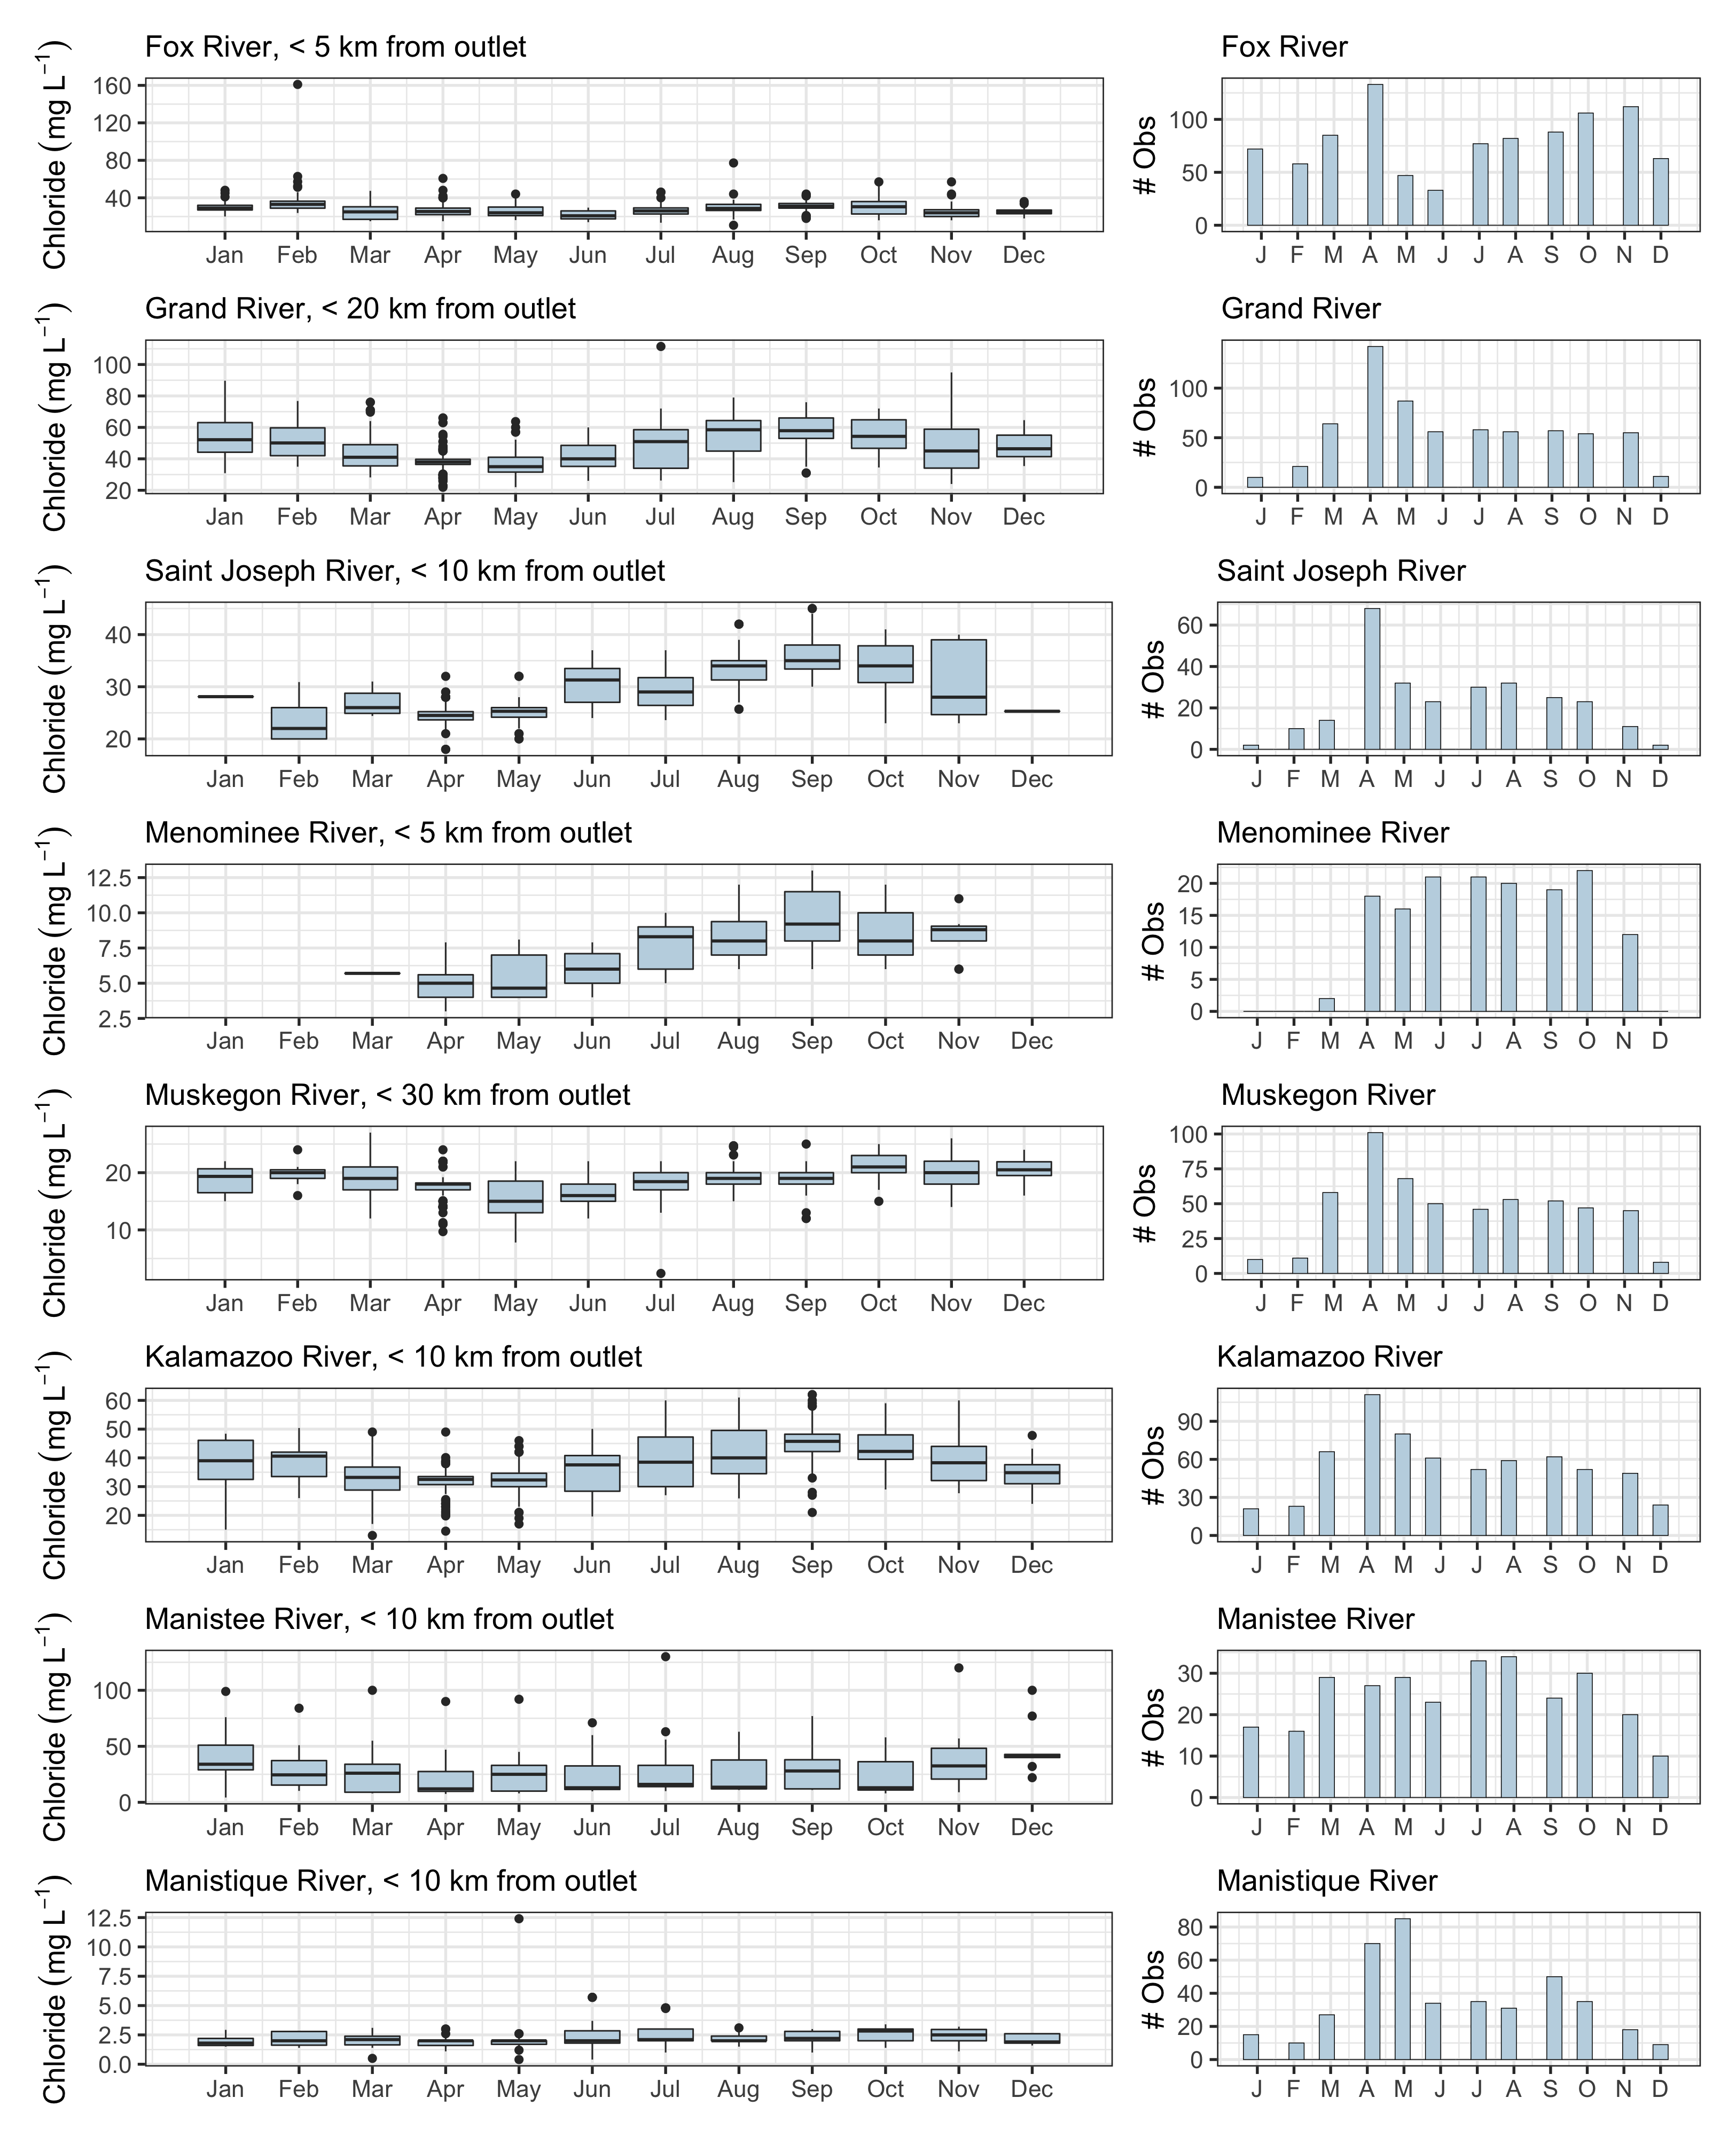 Fox River, < 5 km from outlet
Chloride (mg L⁻¹)
160
120
80
40
Jan Feb Mar Apr May Jun Jul Aug Sep Oct Nov Dec
Fox River
# Obs
100
50
0
J F M A M J J A S O N D
Grand River, < 20 km from outlet
Chloride (mg L⁻¹)
100
80
60
40
20
Jan Feb Mar Apr May Jun Jul Aug Sep Oct Nov Dec
Grand River
# Obs
100
50
0
J F M A M J J A S O N D
Saint Joseph River, < 10 km from outlet
Chloride (mg L⁻¹)
40
30
20
Jan Feb Mar Apr May Jun Jul Aug Sep Oct Nov Dec
Saint Joseph River
# Obs
60
40
20
0
J F M A M J J A S O N D
Menominee River, < 5 km from outlet
Chloride (mg L⁻¹)
12.5
10.0
7.5
5.0
2.5
Jan Feb Mar Apr May Jun Jul Aug Sep Oct Nov Dec
Menominee River
# Obs
20
15
10
5
0
J F M A M J J A S O N D
Muskegon River, < 30 km from outlet
Chloride (mg L⁻¹)
20
10
Jan Feb Mar Apr May Jun Jul Aug Sep Oct Nov Dec
Muskegon River
# Obs
100
75
50
25
0
J F M A M J J A S O N D
Kalamazoo River, < 10 km from outlet
Chloride (mg L⁻¹)
60
50
40
30
20
Jan Feb Mar Apr May Jun Jul Aug Sep Oct Nov Dec
Kalamazoo River
# Obs
90
60
30
0
J F M A M J J A S O N D
Manistee River, < 10 km from outlet
Chloride (mg L⁻¹)
100
50
0
Jan Feb Mar Apr May Jun Jul Aug Sep Oct Nov Dec
Manistee River
# Obs
30
20
10
0
J F M A M J J A S O N D
Manistique River, < 10 km from outlet
Chloride (mg L⁻¹)
12.5
10.0
7.5
5.0
2.5
0.0
Jan Feb Mar Apr May Jun Jul Aug Sep Oct Nov Dec
Manistique River
# Obs
80
60
40
20
0
J F M A M J J A S O N D